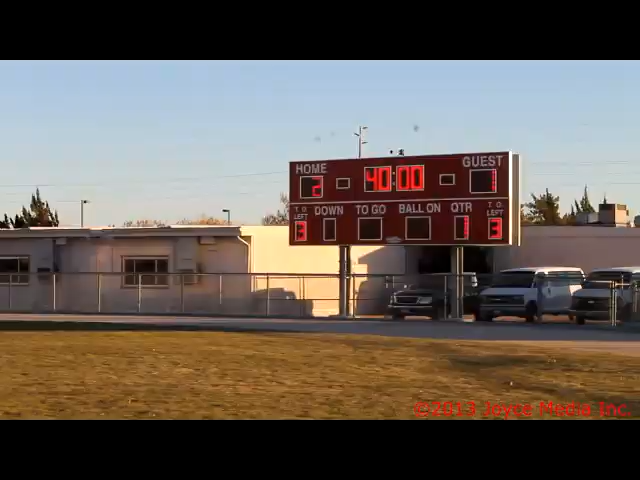 HOME 40:00 GUEST
2 1
T.O. LEFT DOWN TO GO BALL ON QTR T.O. LEFT
3 1 3
©2013 Joyce Media Inc.